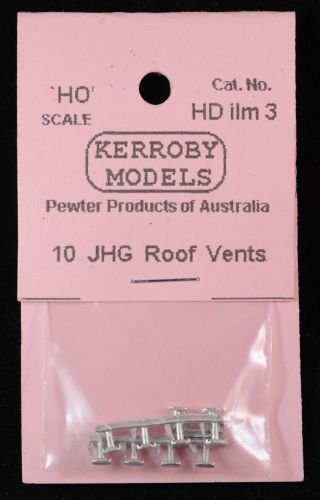 'HO'
SCALE
Cat. No.
HD ilm 3
KERROBY
MODELS
Pewter Products of Australia
10 JHG Roof Vents